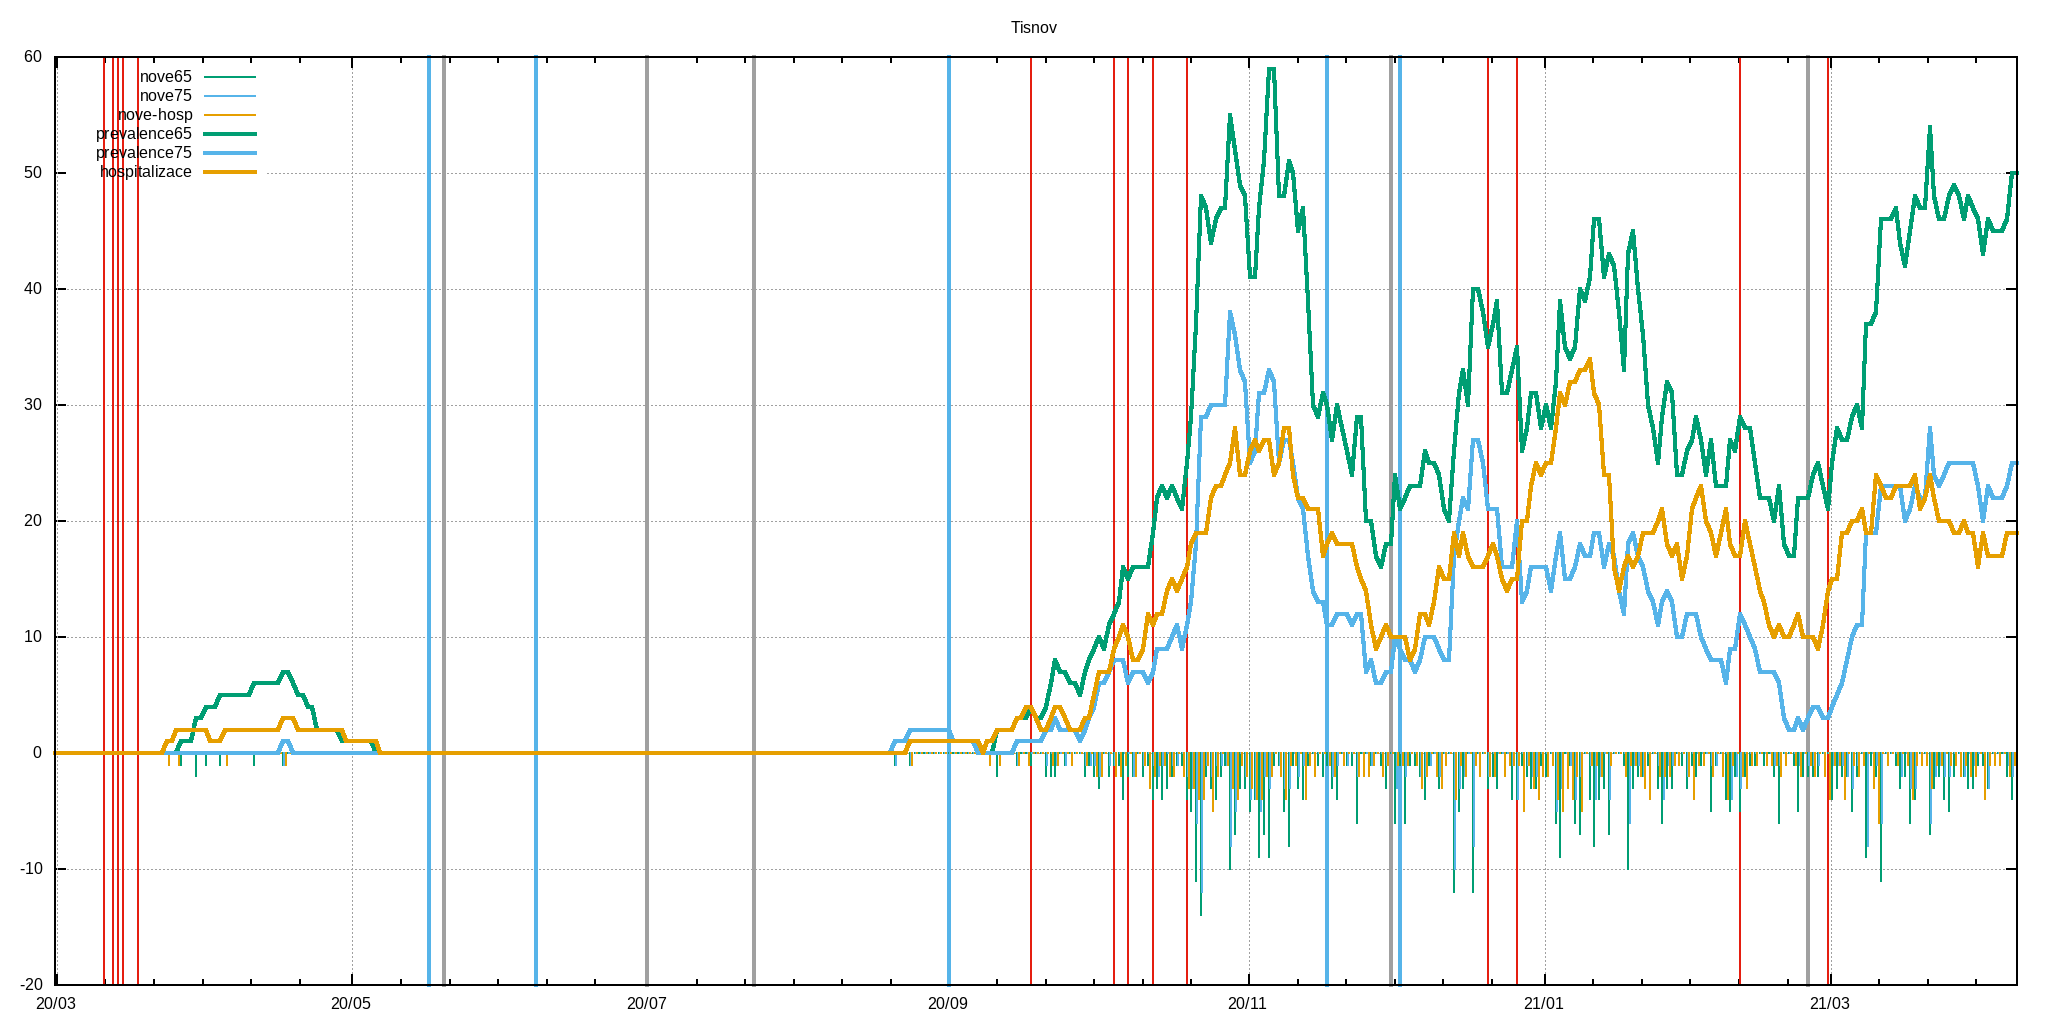 Tisnov
60
50
40
30
20
10
0
-10
-20
nove65
nove75
nove-hosp
prevalence65
prevalence75
hospitalizace
20/03 20/05 20/07 20/09 20/11 21/01 21/03